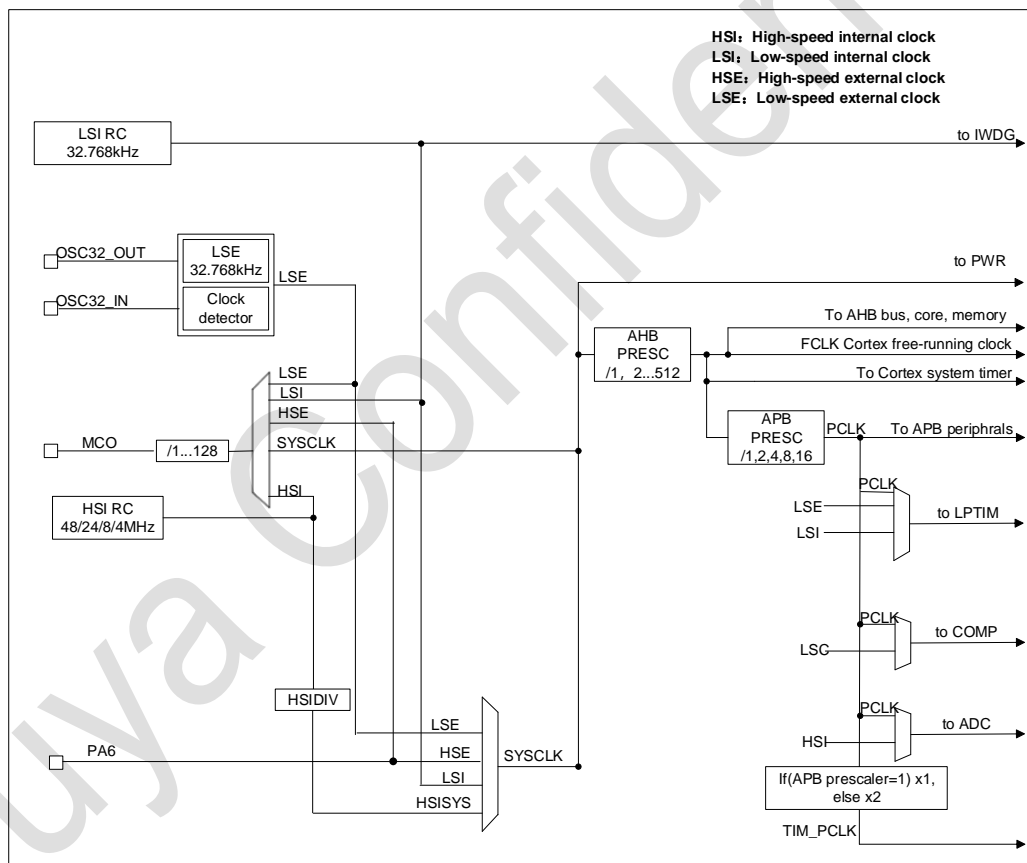 HSI：High-speed internal clock
LSI：Low-speed internal clock
HSE：High-speed external clock
LSE：Low-speed external clock
LSI RC
32.768kHz
to IWDG
OSC32_OUT
LSE
32.768kHz
LSE
OSC32_IN
Clock
detector
to PWR
To AHB bus, core, memory
AHB
PRESC
/1，2...512
FCLK Cortex free-running clock
To Cortex system timer
LSE
LSI
HSE
SYSCLK
HSI
MCO
/1...128
APB
PRESC
/1,2,4,8,16
PCLK
To APB periphrals
HSI RC
48/24/8/4MHz
PCLK
LSE
LSI
to LPTIM
PCLK
LSC
to COMP
HSIDIV
PCLK
HSI
to ADC
PA6
LSE
HSE
LSI
HSISYS
SYSCLK
If(APB prescaler=1) x1,
else x2
TIM_PCLK
uya Confiden